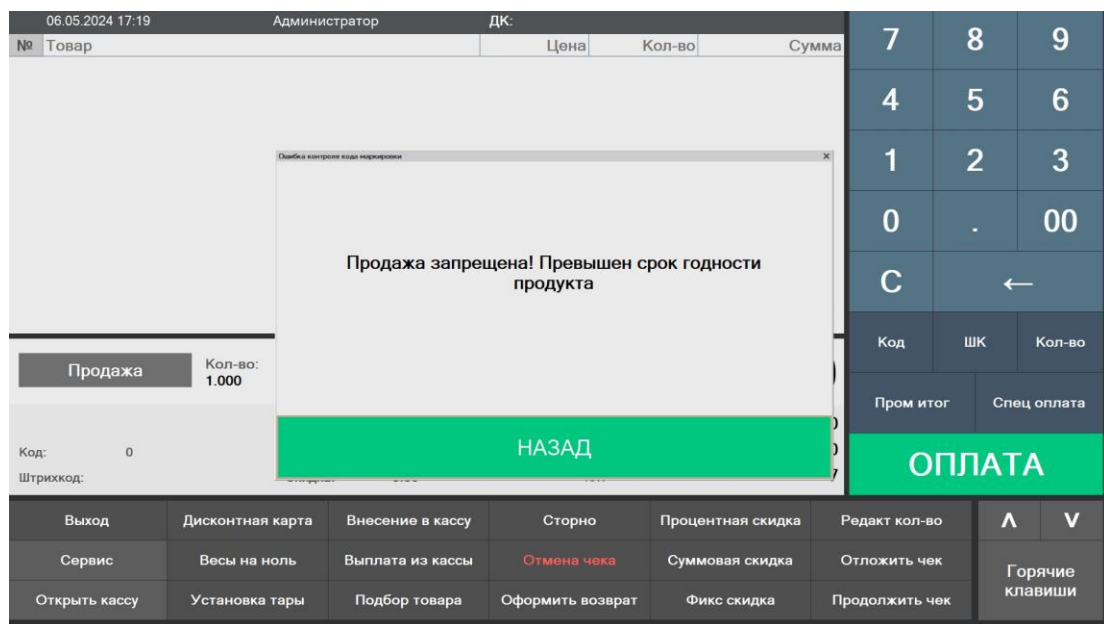 06.05.2024 17:19 Администратор ДК:
№ Товар Цена Кол-во Сумма
Ошибка контроля кода маркировки ×
Продажа запрещена! Превышен срок годности
продукта
НАЗАД
Продажа
Кол-во:
1.000
Код: 0
Штрихкод:
7 8 9
4 5 6
1 2 3
0 . 00
C ←
Код ШК Кол-во
Пром итог Спец оплата
ОПЛАТА
Выход Дисконтная карта Внесение в кассу Сторно Процентная скидка Редакт кол-во
Сервис Весы на ноль Выплата из кассы Отмена чека Суммовая скидка Отложить чек
Открыть кассу Установка тары Подбор товара Оформить возврат Фикс скидка Продолжить чек
Горячие
клавиши